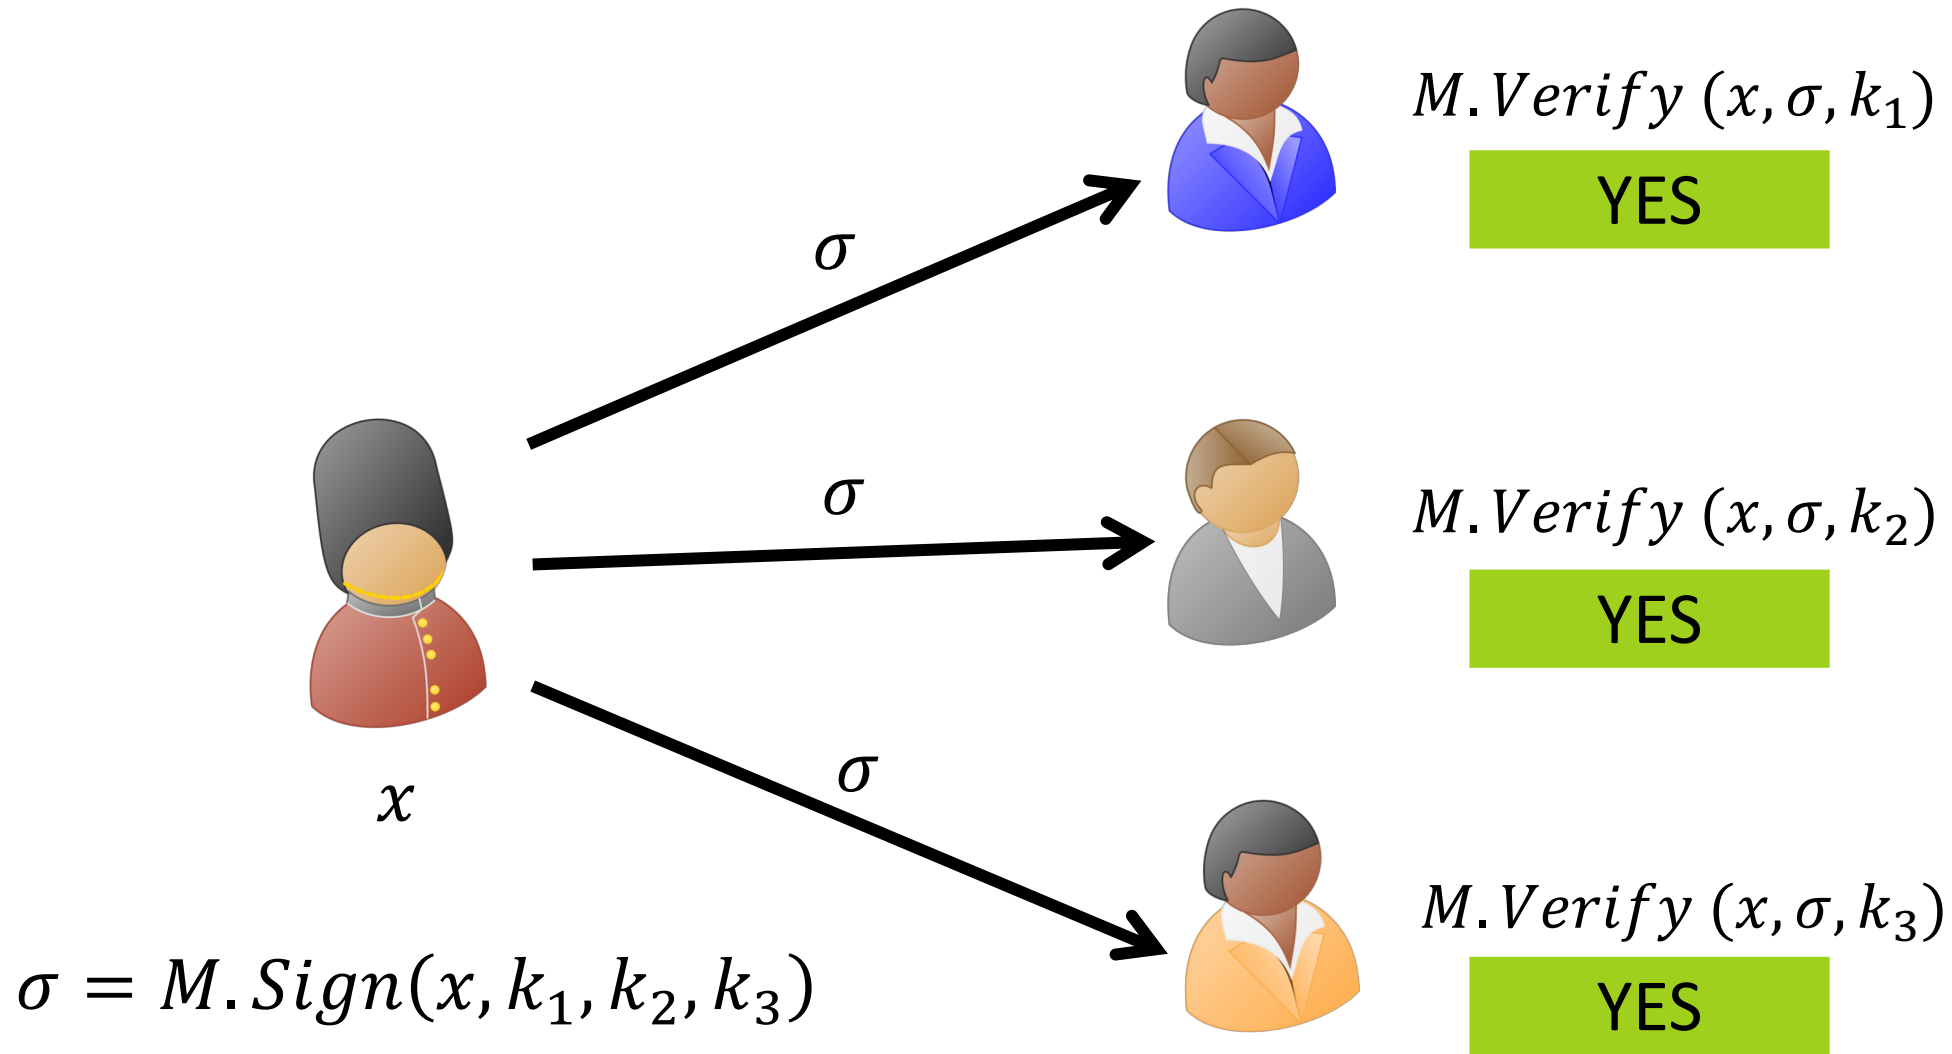 M.Verify (x, σ, k₁)
YES
σ
σ
M.Verify (x, σ, k₂)
YES
σ
x
M.Verify (x, σ, k₃)
σ = M.Sign(x, k₁, k₂, k₃)
YES